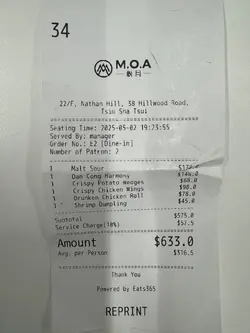 34
M.O.A
22/F, Nathan Hill, 38 Hillwood Road,
Tsim Sha Tsui
Seating Time: 2025-05-02 19:23:55
Served by: manager
Order No.: E2 [Dine-in]
Number of Patron: 2
1 Malt Sour
1 Dan Cong Harmony $148.0
1 Crispy Potato Wedges $68.0
1 Crispy Chicken Wings $98.0
1 Drunken Chicken Roll $78.0
1 Shrimp Dumpling $45.0
Subtotal $575.0
Service Charge(10%) $57.5
Amount $633.0
Avg. per Person $316.5
Thank You
Powered by Eats365
REPRINT